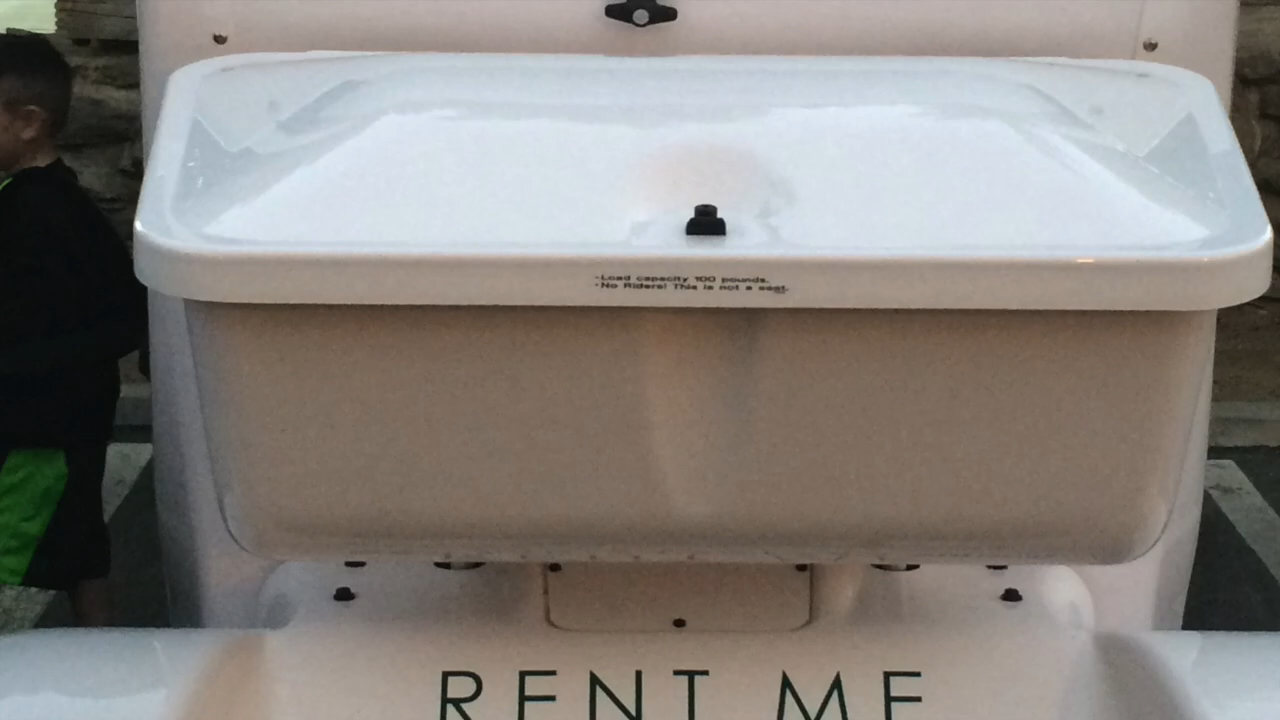 -Load capacity 100 pounds.
-No Riders! This is not a seat.
RENT ME